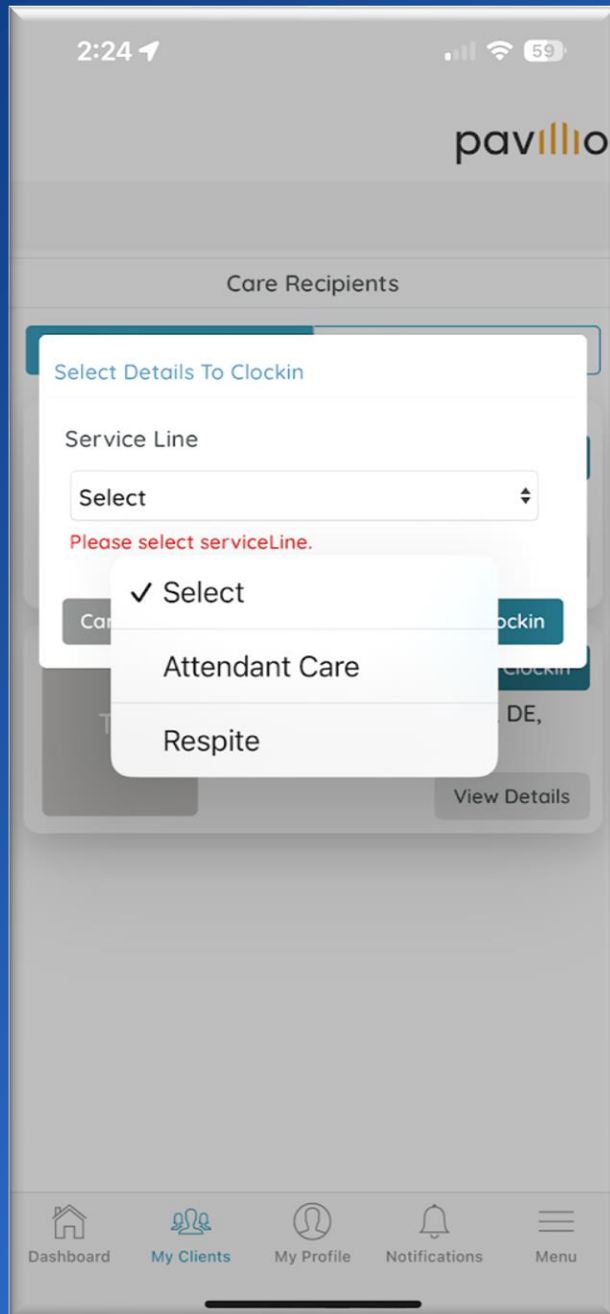 2:24
59
pavillio
Care Recipients
Select Details To Clockin
Service Line
Select
Please select serviceLine.
✓ Select
Attendant Care
Respite
Clockin
DE,
View Details
Dashboard
My Clients
My Profile
Notifications
Menu